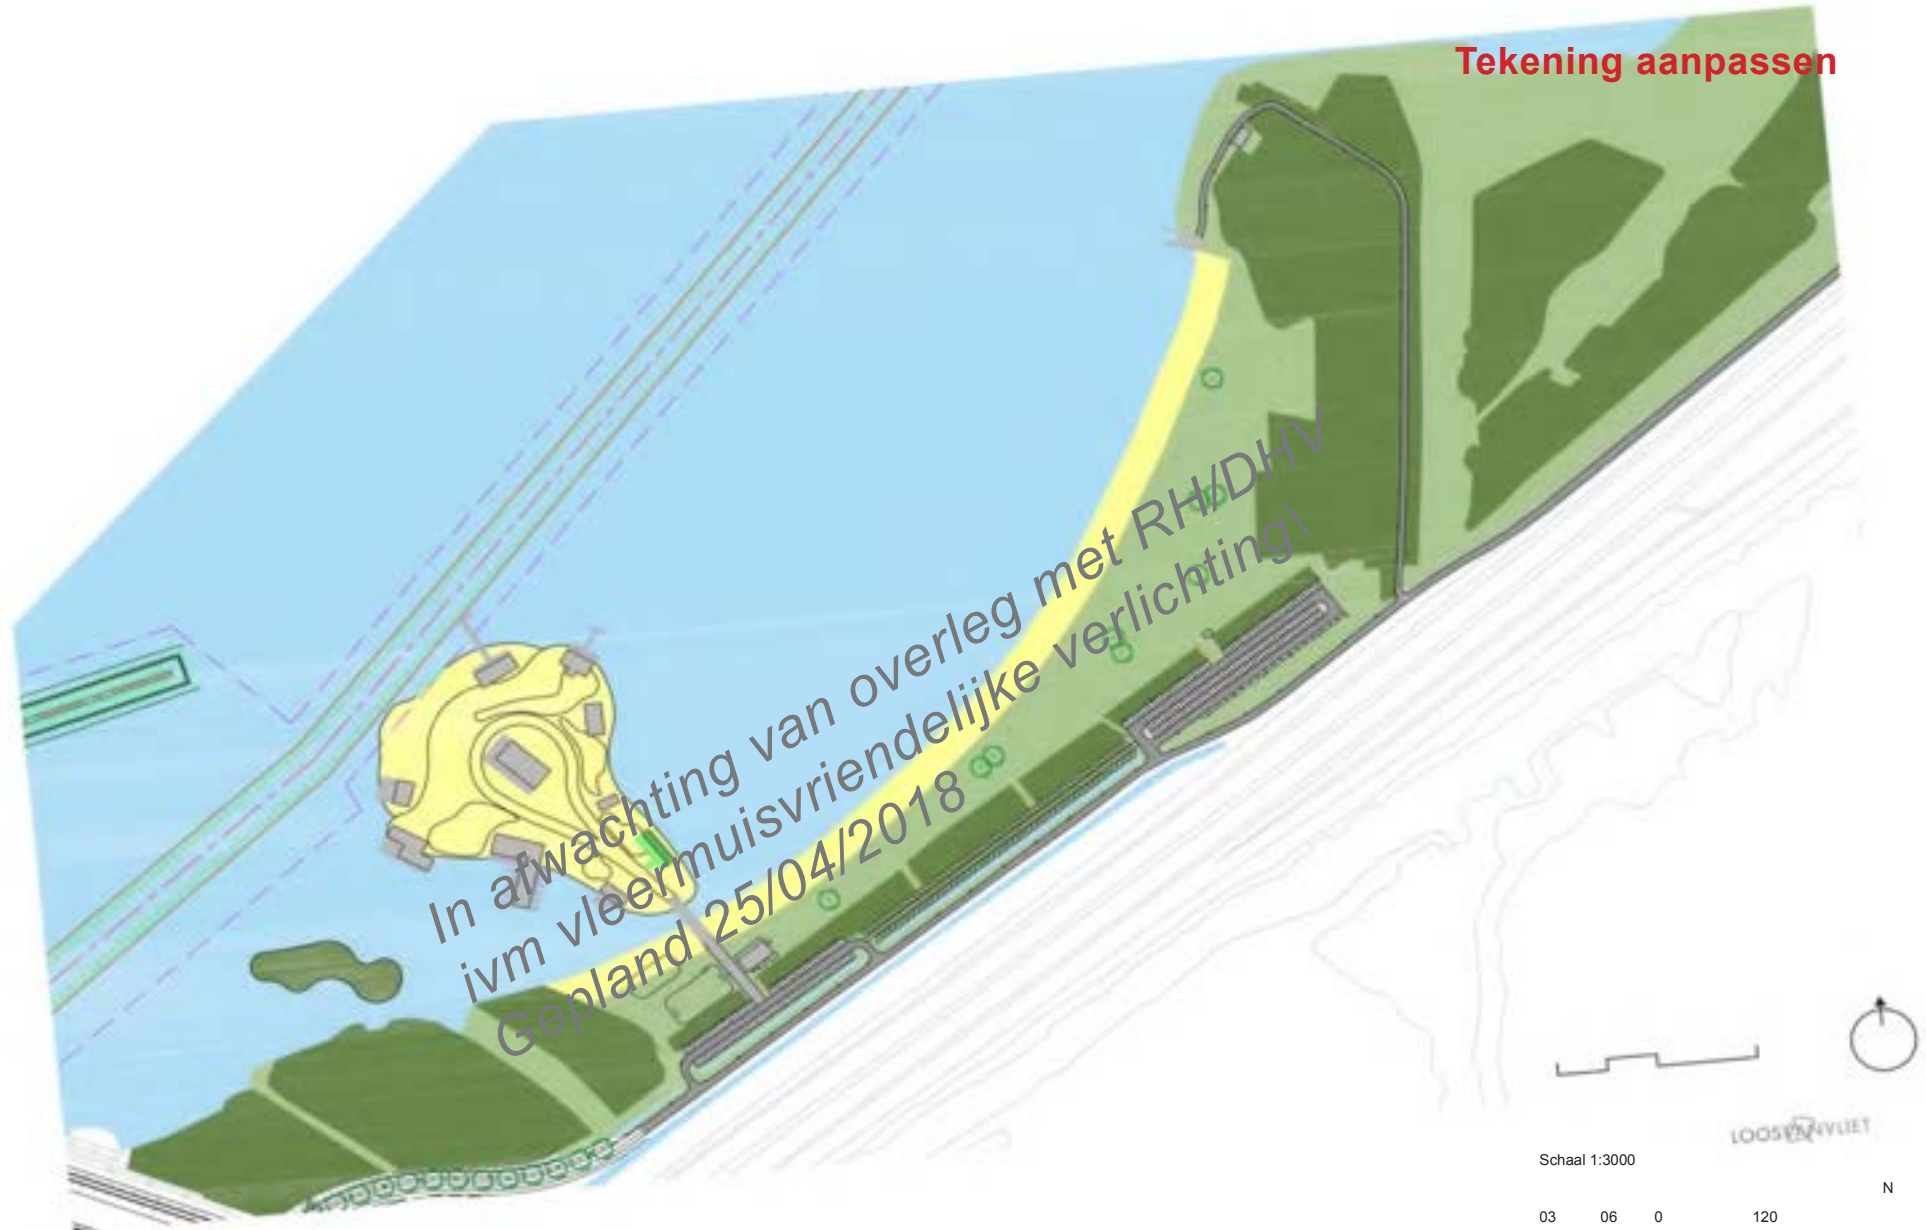 Tekening aanpassen
In afwachting van overleg met RH/DHV
ivm vleermuisvriendelijke verlichting\
Gepland 25/04/2018
LOOSVANVLIET
Schaal 1:3000
N
03 06 0 120